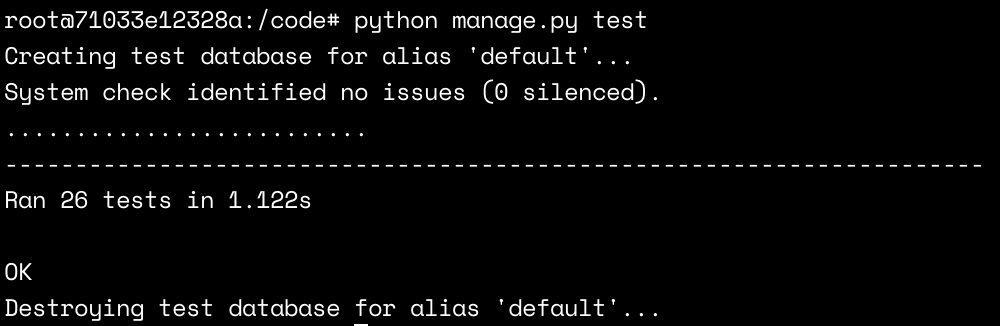 root@71033e12328a:/code# python manage.py test
Creating test database for alias 'default'...
System check identified no issues (0 silenced).
..........................
----------------------------------------------------------------------
Ran 26 tests in 1.122s

OK
Destroying test database for alias 'default'...